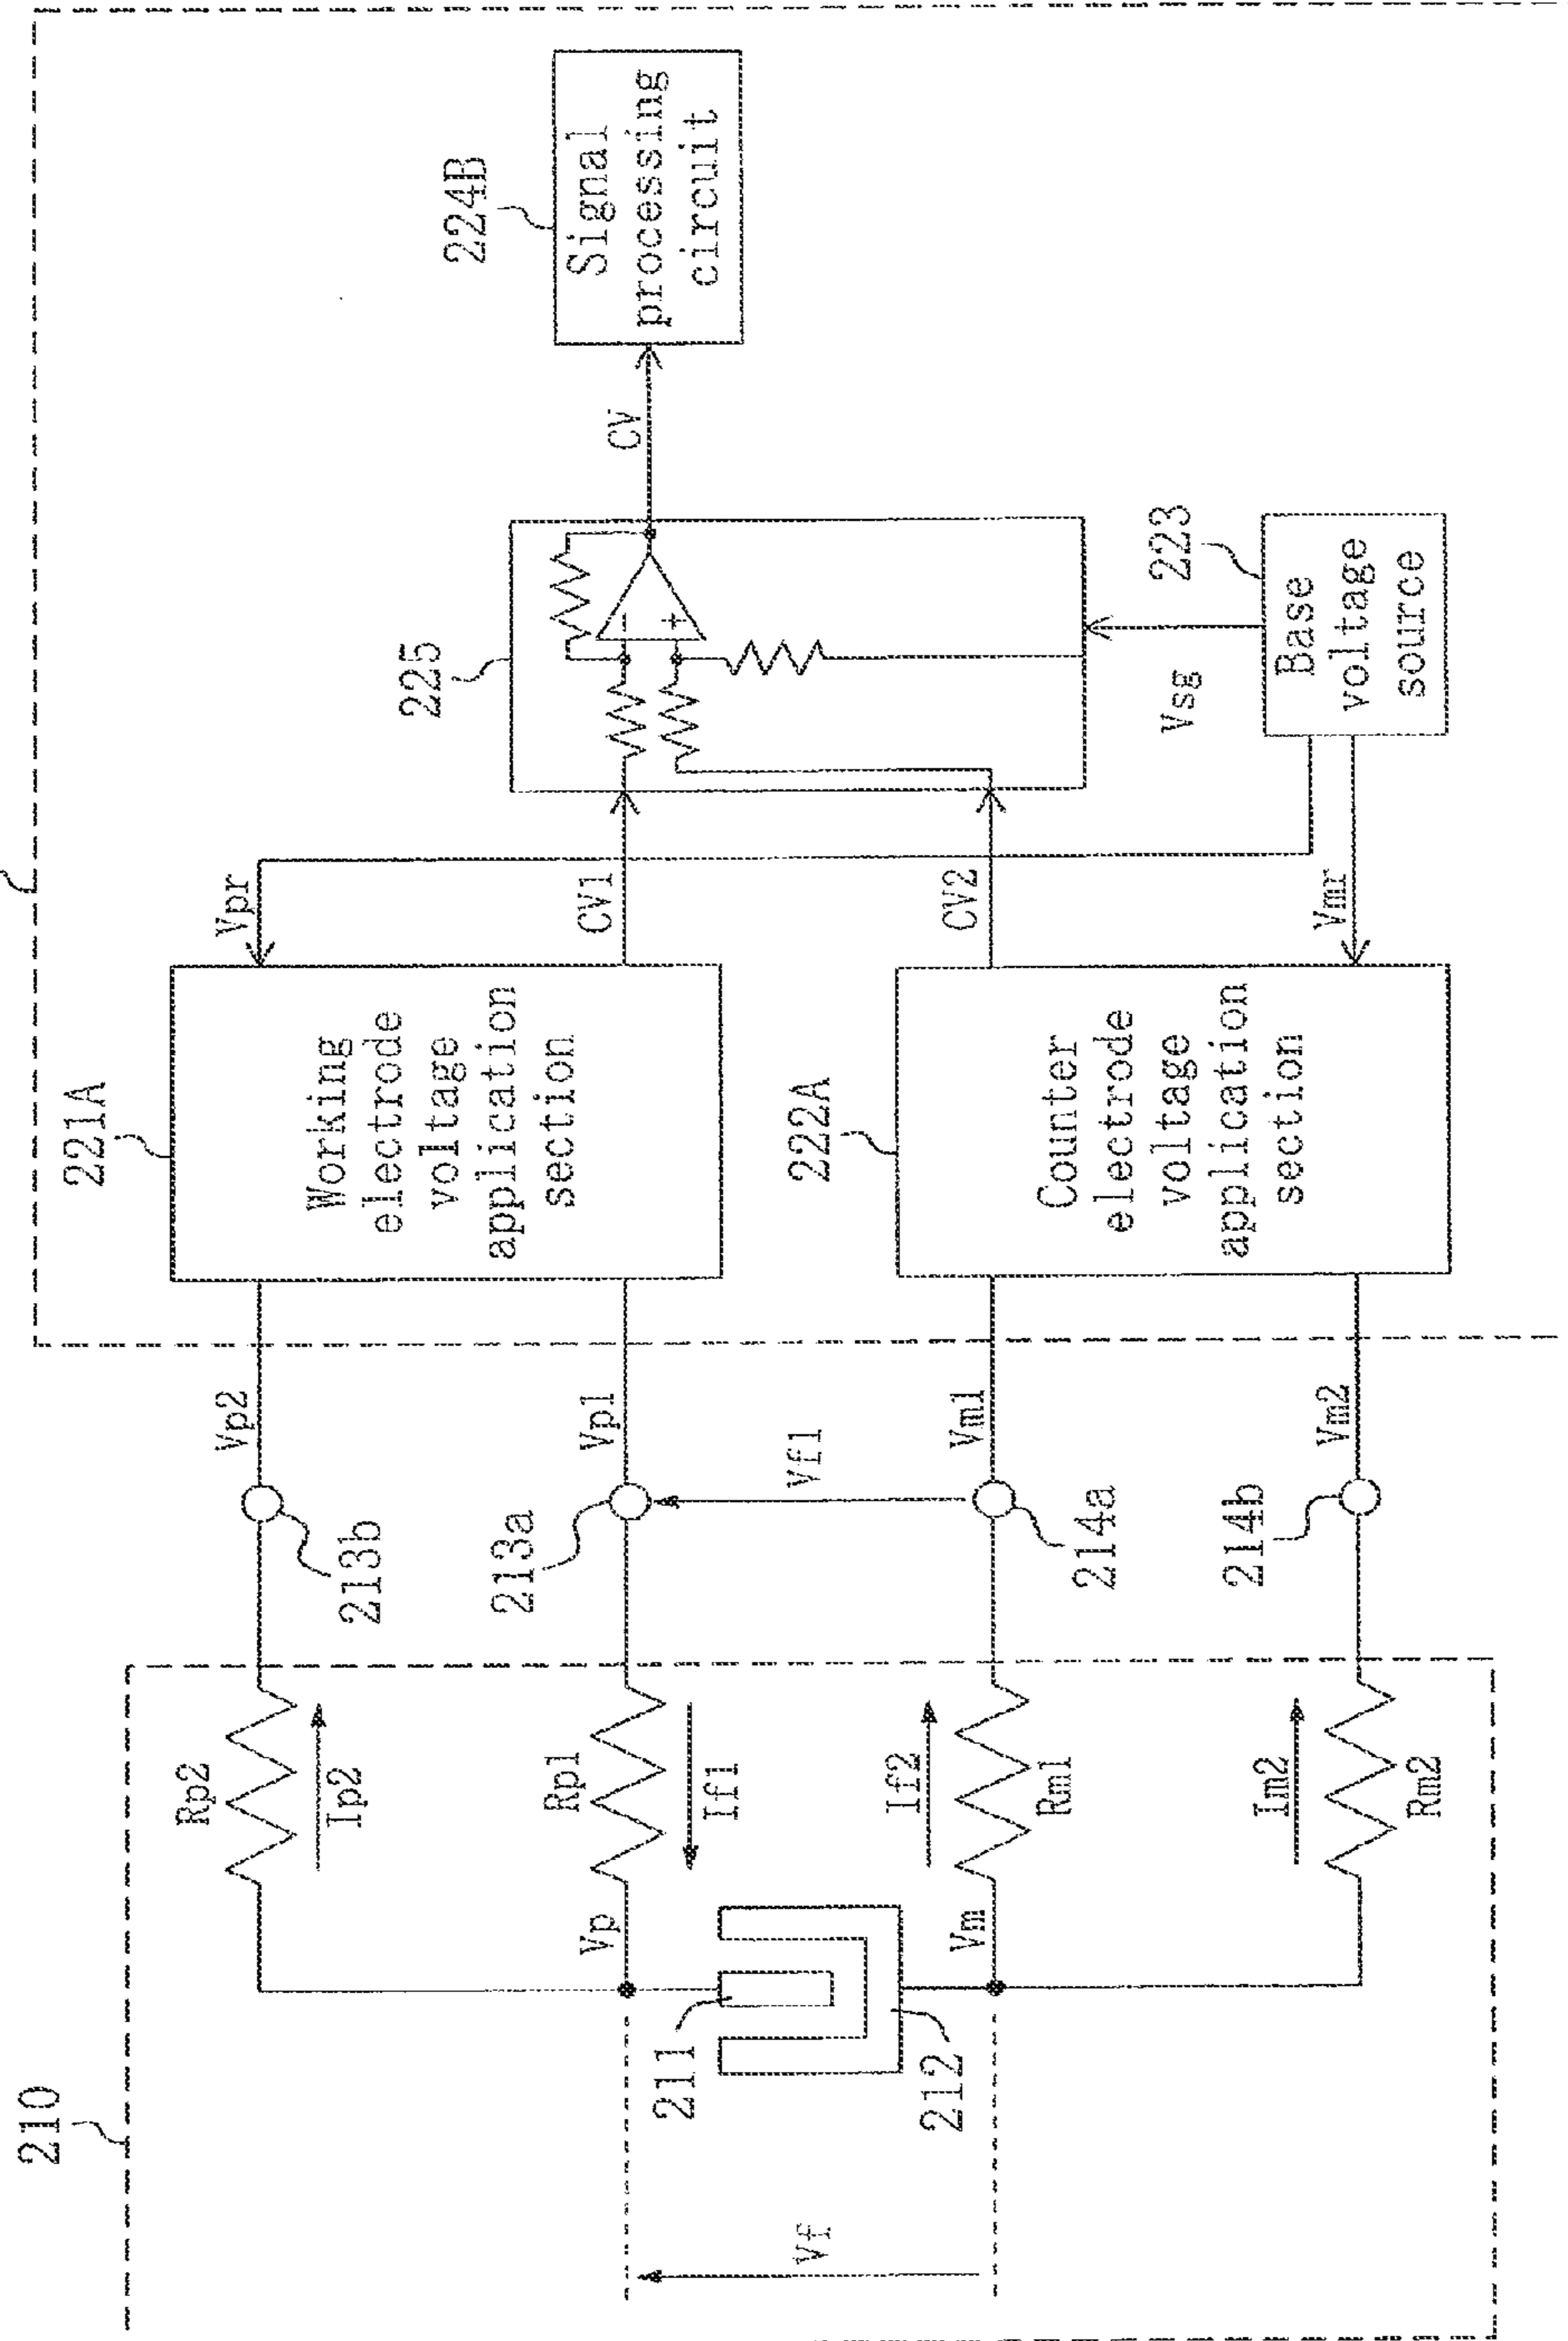 210
Vf
211
212
Vp
Vm
Rp2
Ip2
Rp1
If1
If2
Rm1
Im2
Rm2
213b
213a
214a
214b
Vp2
Vp1
Vf1
Vm1
Vm2
221A
Working
electrode
voltage
application
section
222A
Counter
electrode
voltage
application
section
Vpr
CV1
CV2
Vmr
225
−
+
Vsg
223
Base
voltage
source
CV
224B
Signal
processing
circuit